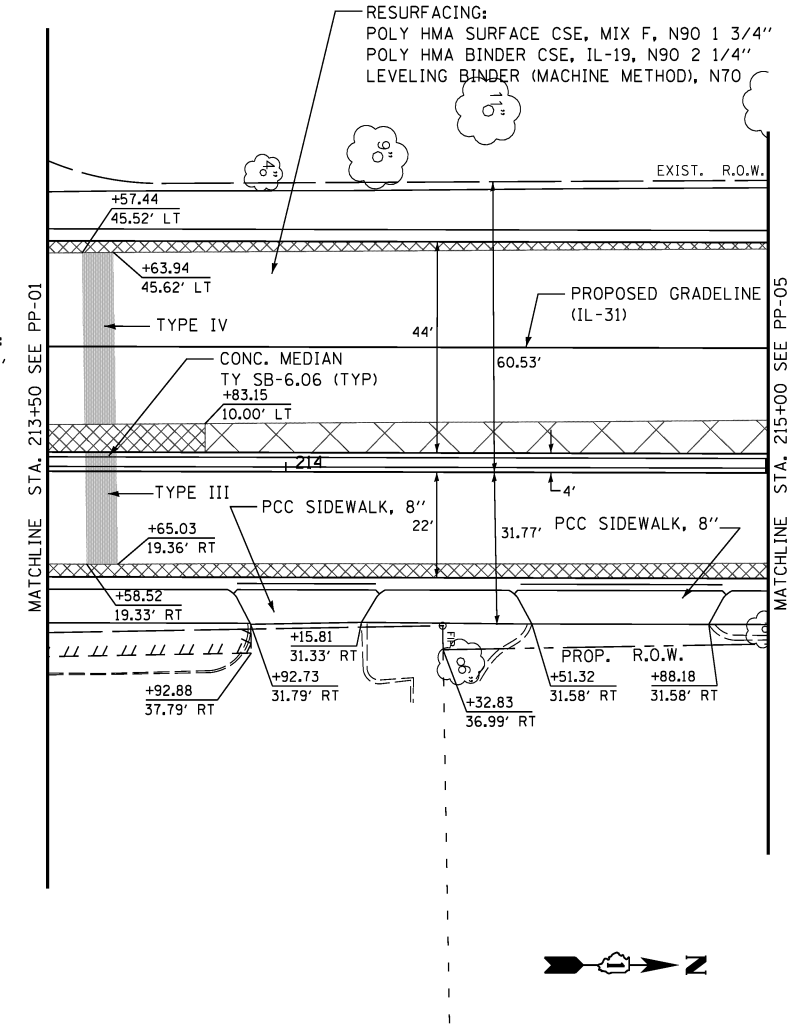 RESURFACING:
POLY HMA SURFACE CSE, MIX F, N90 1 3/4"
POLY HMA BINDER CSE, IL-19, N90 2 1/4"
LEVELING BINDER (MACHINE METHOD), N70
11"
9"
4"
EXIST. R.O.W.
+57.44
45.52' LT
+63.94
45.62' LT
MATCHLINE STA. 213+50 SEE PP-01
TYPE IV
44'
PROPOSED GRADELINE
(IL-31)
60.53'
CONC. MEDIAN
TY SB-6.06 (TYP)
+83.15
10.00' LT
214
4'
TYPE III
PCC SIDEWALK, 8"
22'
31.77'
PCC SIDEWALK, 8"
MATCHLINE STA. 215+00 SEE PP-05
+65.03
19.36' RT
+58.52
19.33' RT
+15.81
31.33' RT
FIP
6"
PROP. R.O.W.
+92.88
37.79' RT
+92.73
31.79' RT
+32.83
36.99' RT
+51.32
31.58' RT
+88.18
31.58' RT
N